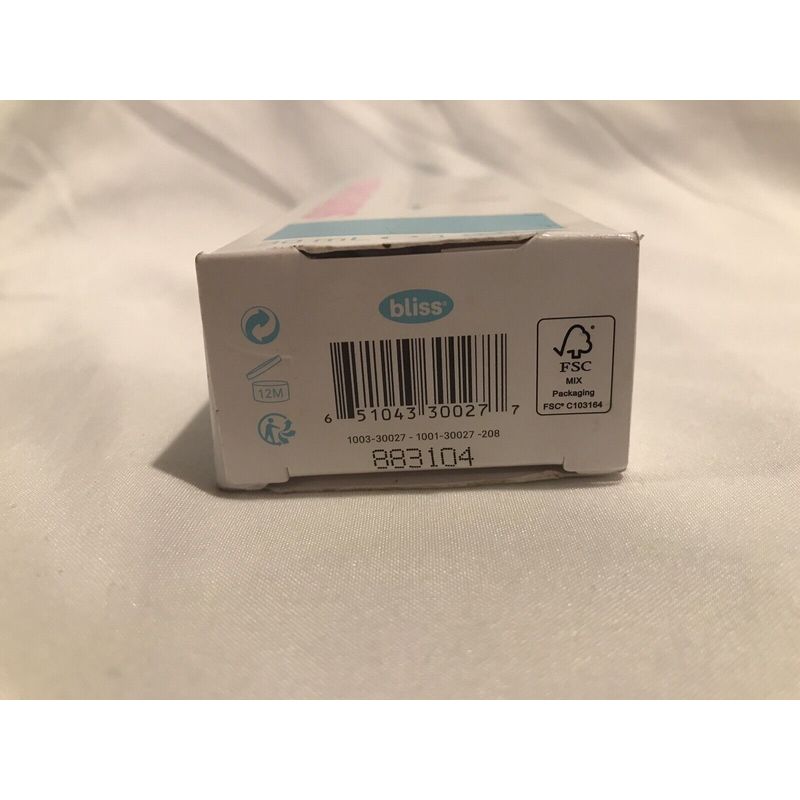 bliss®
FSC®
MIX
Packaging
FSC® C103164
12M
6 51043 30027 7
1003-30027 - 1001-30027 -208
883104